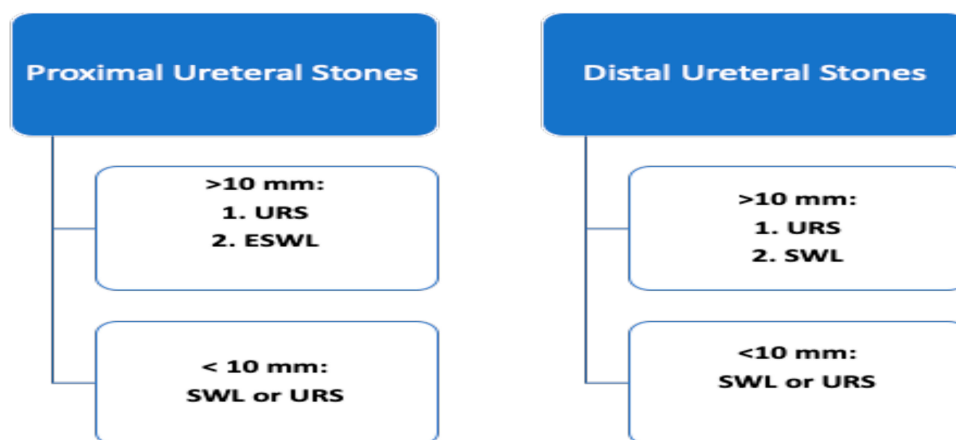 Proximal Ureteral Stones
>10 mm:
1. URS
2. ESWL
< 10 mm:
SWL or URS
Distal Ureteral Stones
>10 mm:
1. URS
2. SWL
<10 mm:
SWL or URS